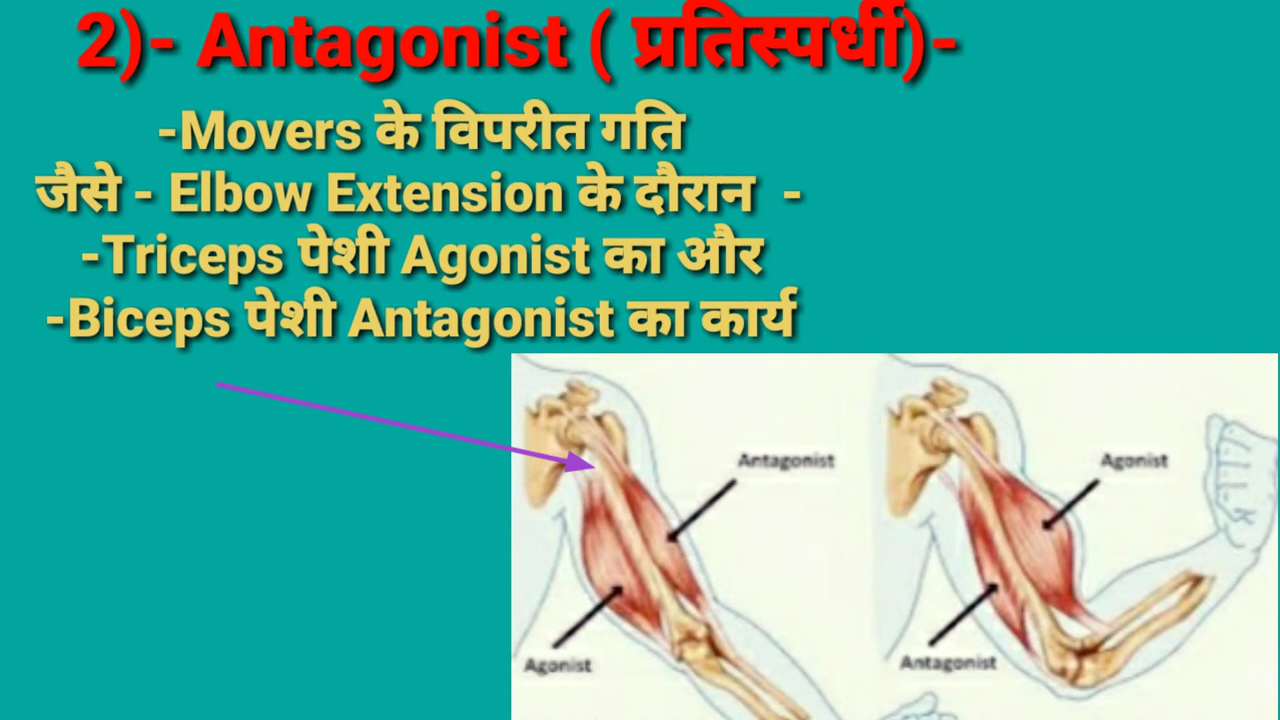 2)- Antagonist ( प्रतिस्पर्धी)-
-Movers के विपरीत गति
जैसे - Elbow Extension के दौरान -
-Triceps पेशी Agonist का और
-Biceps पेशी Antagonist का कार्य
Antagonist
Agonist
Agonist
Antagonist